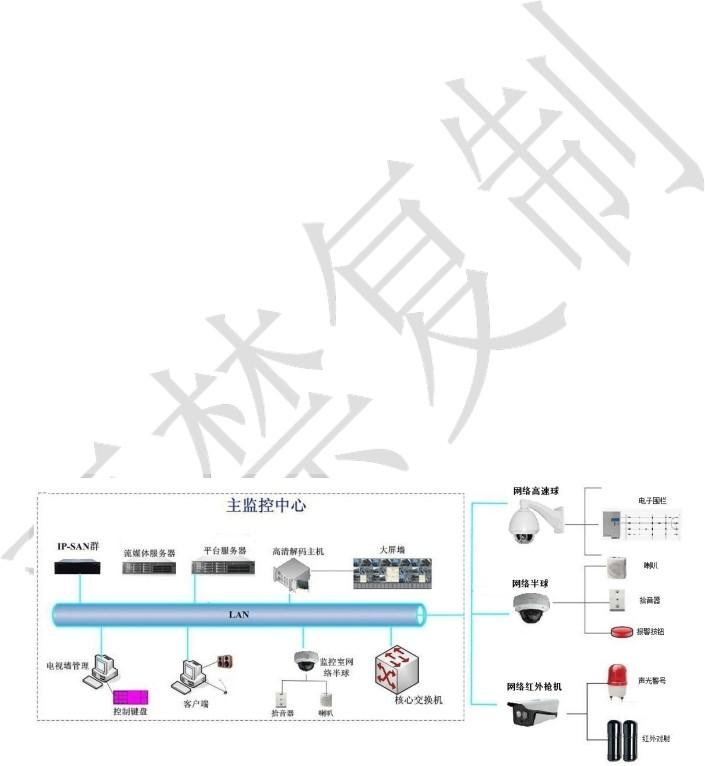 严禁复制
主监控中心
IP-SAN群
流媒体服务器
平台服务器
高清解码主机
大屏墙
LAN
电视墙管理
控制键盘
客户端
监控室网
络半球
拾音器
喇叭
核心交换机
网络高速球
电子围栏
网络半球
喇叭
拾音器
报警按钮
网络红外枪机
声光警号
红外对射